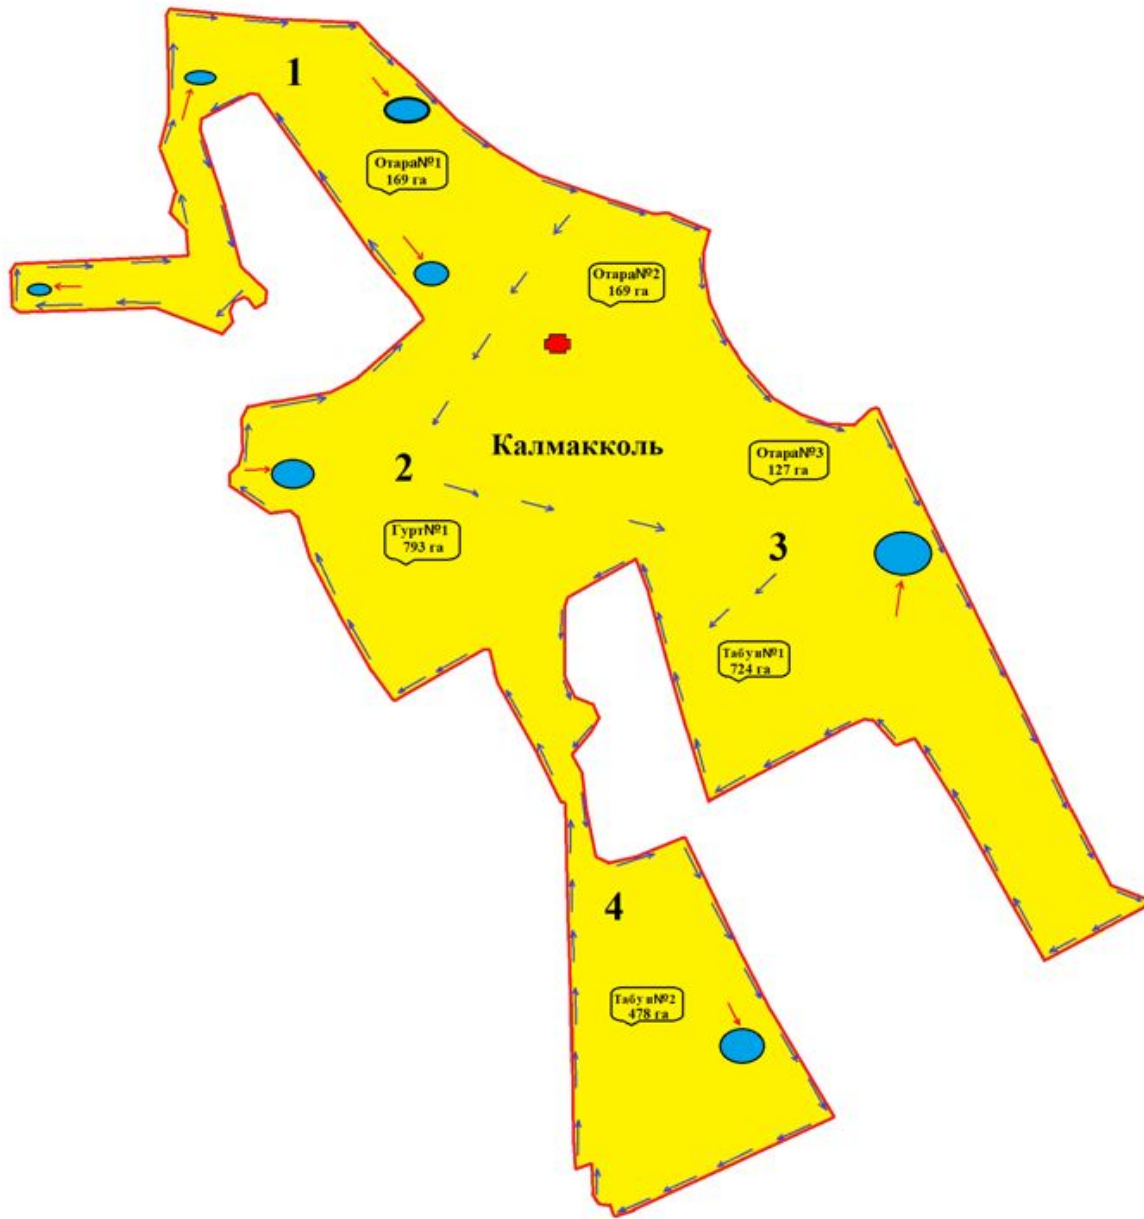 1
Отара№1
169 га
Отара№2
169 га
Калмакколь
Отара№3
127 га
2
Гурт№1
793 га
3
Табун№1
724 га
4
Табун№2
478 га